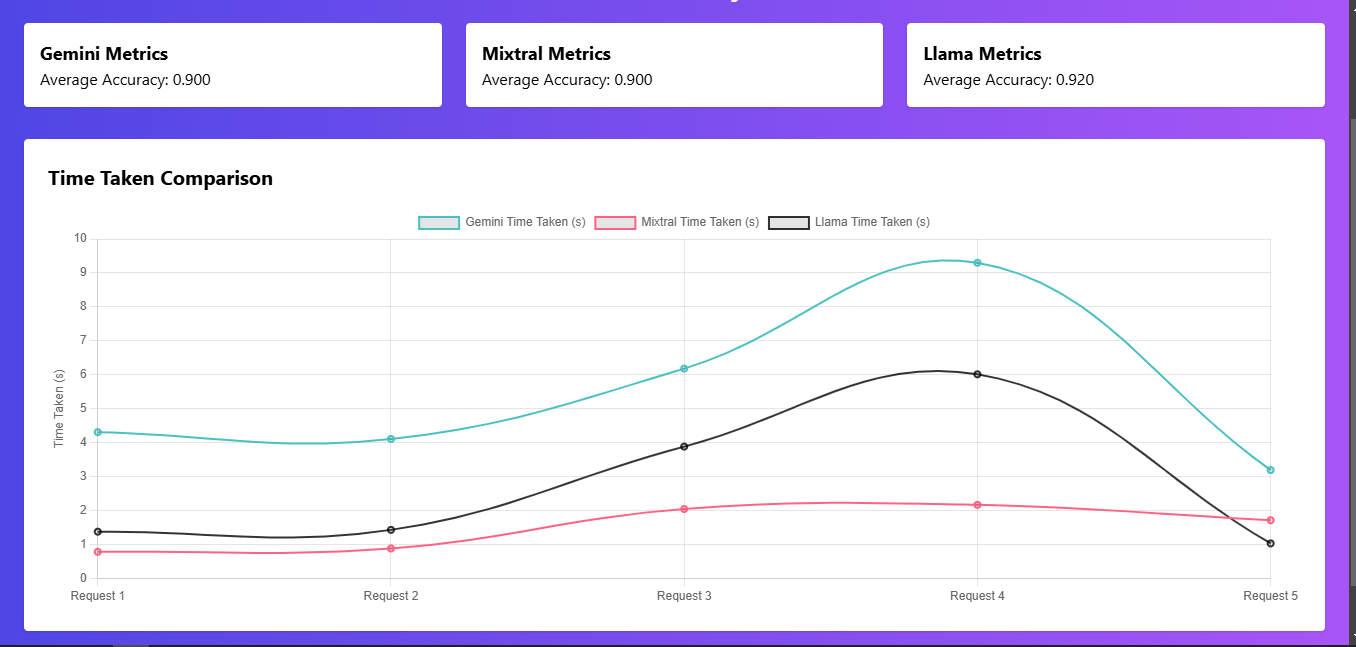 Gemini Metrics
Average Accuracy: 0.900
Mixtral Metrics
Average Accuracy: 0.900
Llama Metrics
Average Accuracy: 0.920
Time Taken Comparison
Gemini Time Taken (s) Mixtral Time Taken (s) Llama Time Taken (s)
10
9
8
7
6
5
4
3
2
1
0
Time Taken (s)
Request 1 Request 2 Request 3 Request 4 Request 5